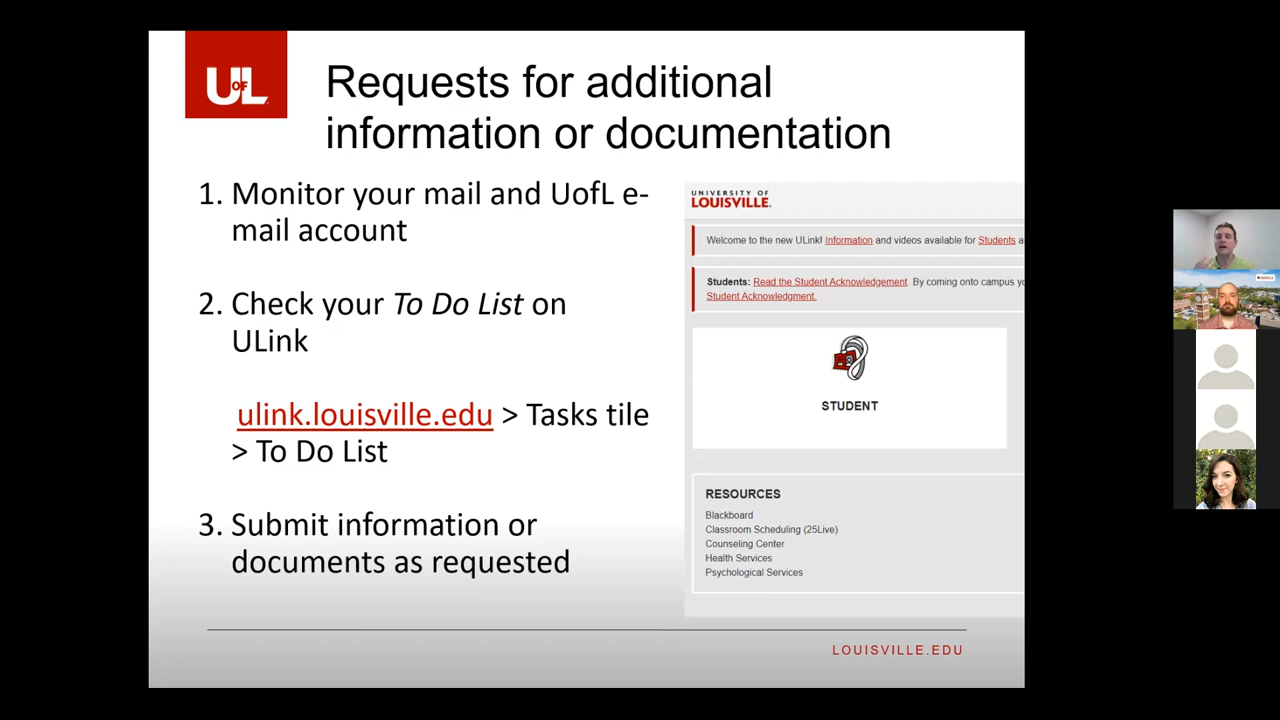 UofL
Requests for additional
information or documentation
1. Monitor your mail and UofL e-
mail account
2. Check your To Do List on
ULink
ulink.louisville.edu > Tasks tile
> To Do List
3. Submit information or
documents as requested
UNIVERSITY OF
LOUISVILLE.
Welcome to the new ULink! Information and videos available for Students a
Students: Read the Student Acknowledgement. By coming onto campus yo
Student Acknowledgment.
STUDENT
RESOURCES
Blackboard
Classroom Scheduling (25Live)
Counseling Center
Health Services
Psychological Services
LOUISVILLE.EDU